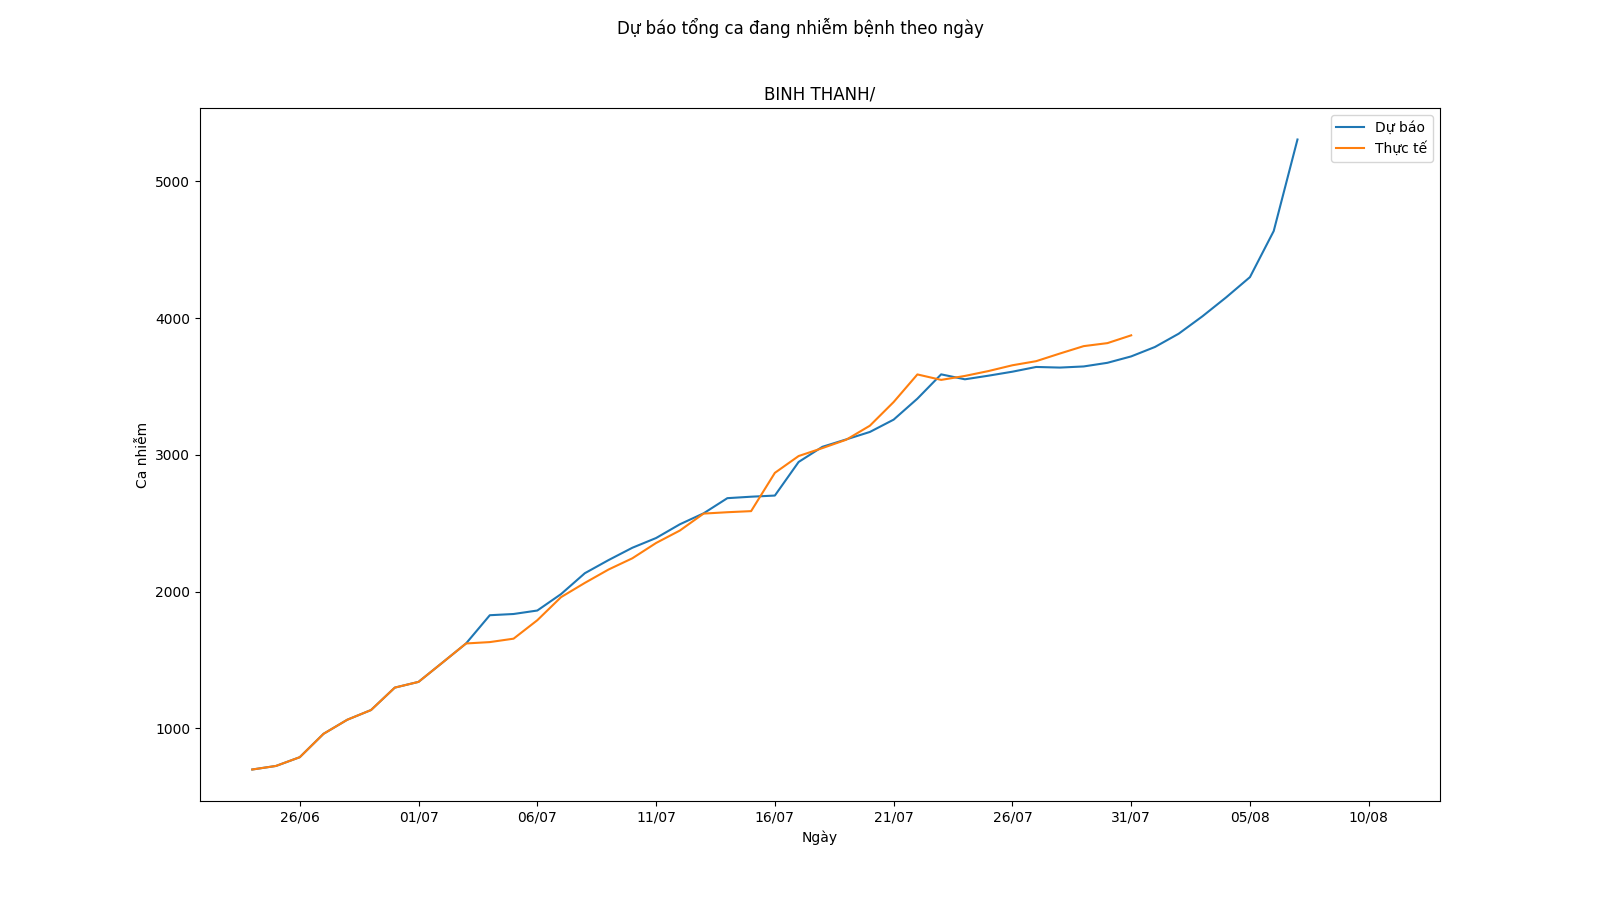 Dự báo tổng ca đang nhiễm bệnh theo ngày
BINH THANH/
Dự báo
Thực tế
5000
4000
3000
2000
1000
Ca nhiễm
26/06 01/07 06/07 11/07 16/07 21/07 26/07 31/07 05/08 10/08
Ngày